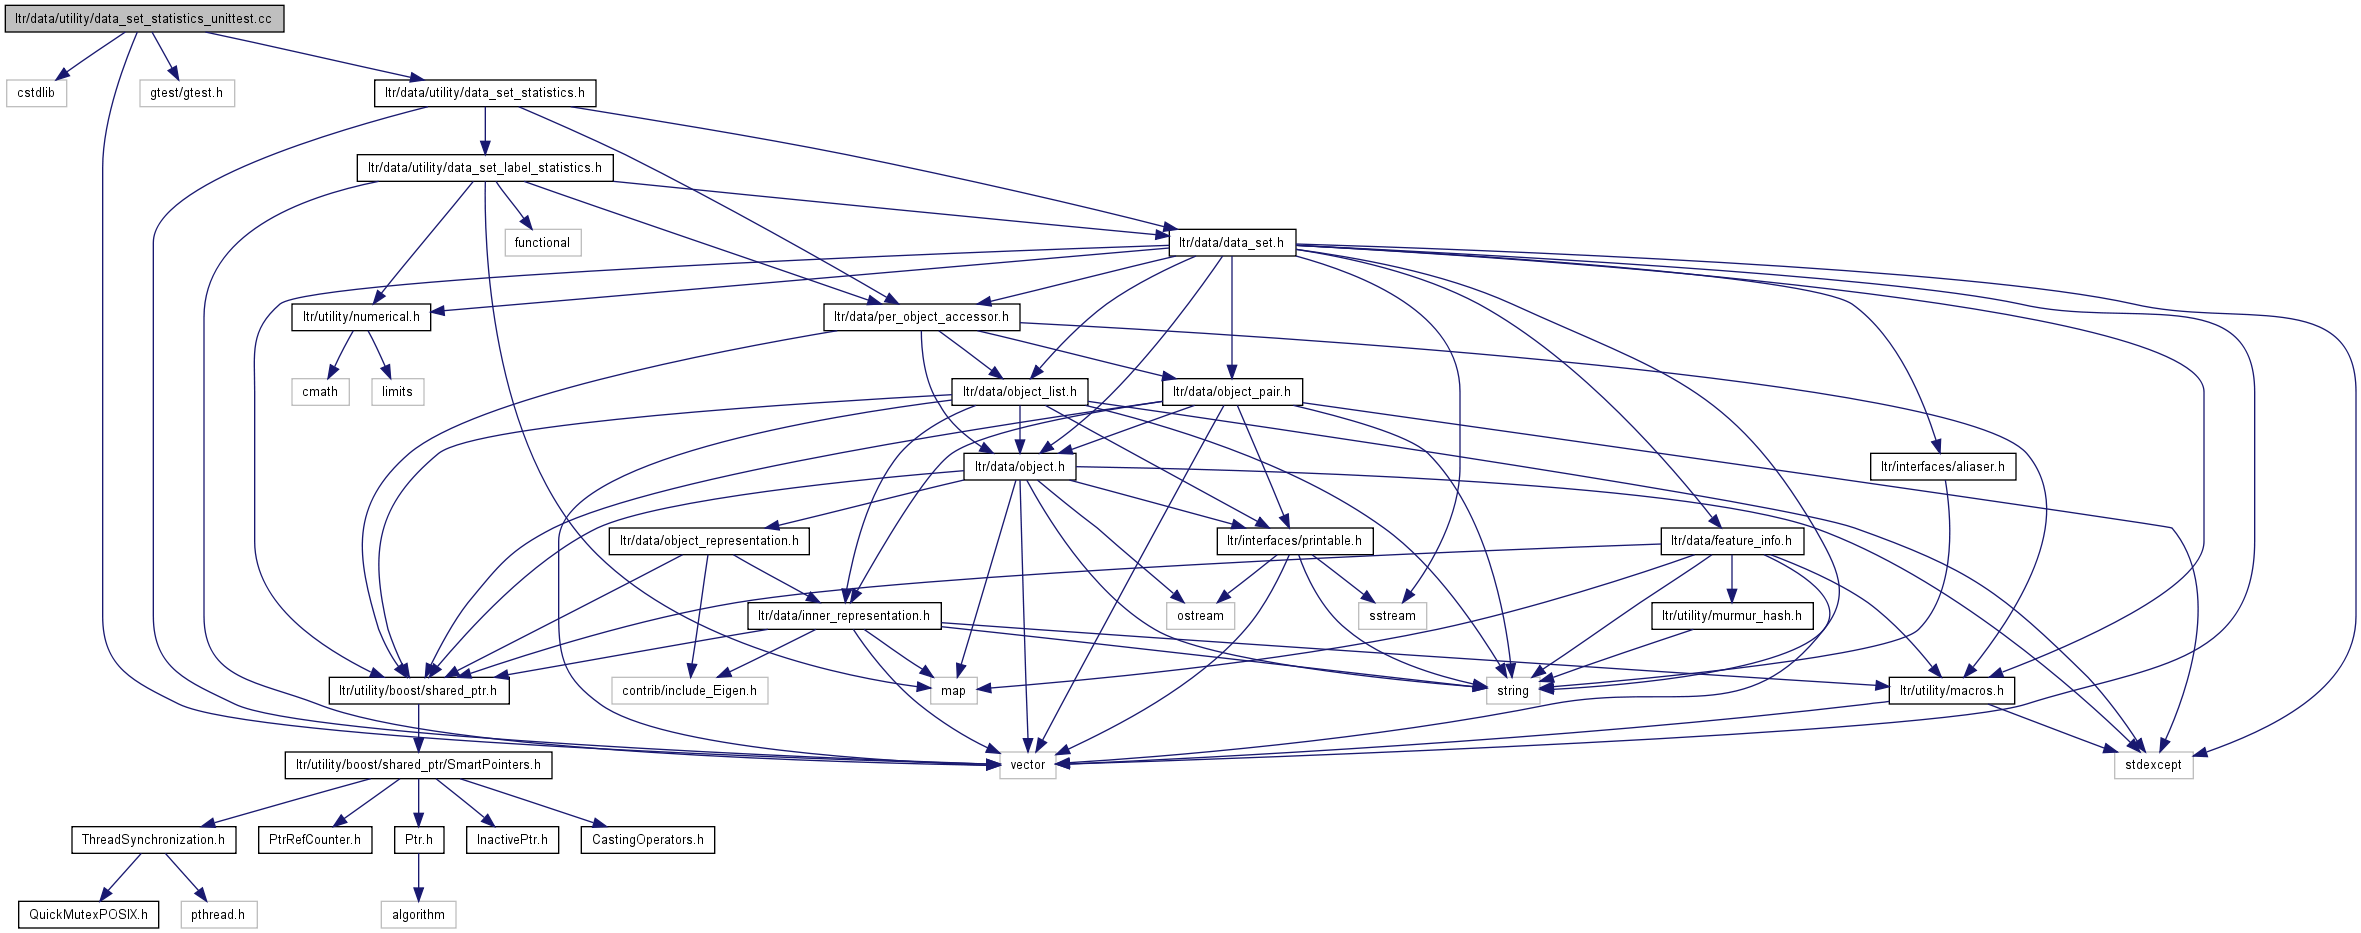 ltr/data/utility/data_set_statistics_unittest.cc
cstdlib
gtest/gtest.h
ltr/data/utility/data_set_statistics.h
ltr/data/utility/data_set_label_statistics.h
functional
ltr/data/data_set.h
ltr/utility/numerical.h
ltr/data/per_object_accessor.h
cmath
limits
ltr/data/object_list.h
ltr/data/object_pair.h
ltr/data/object.h
ltr/interfaces/aliaser.h
ltr/data/object_representation.h
ltr/interfaces/printable.h
ltr/data/feature_info.h
ltr/data/inner_representation.h
ostream
sstream
ltr/utility/murmur_hash.h
ltr/utility/boost/shared_ptr.h
contrib/include_Eigen.h
map
string
ltr/utility/macros.h
ltr/utility/boost/shared_ptr/SmartPointers.h
vector
stdexcept
ThreadSynchronization.h
PtrRefCounter.h
Ptr.h
InactivePtr.h
CastingOperators.h
QuickMutexPOSIX.h
pthread.h
algorithm